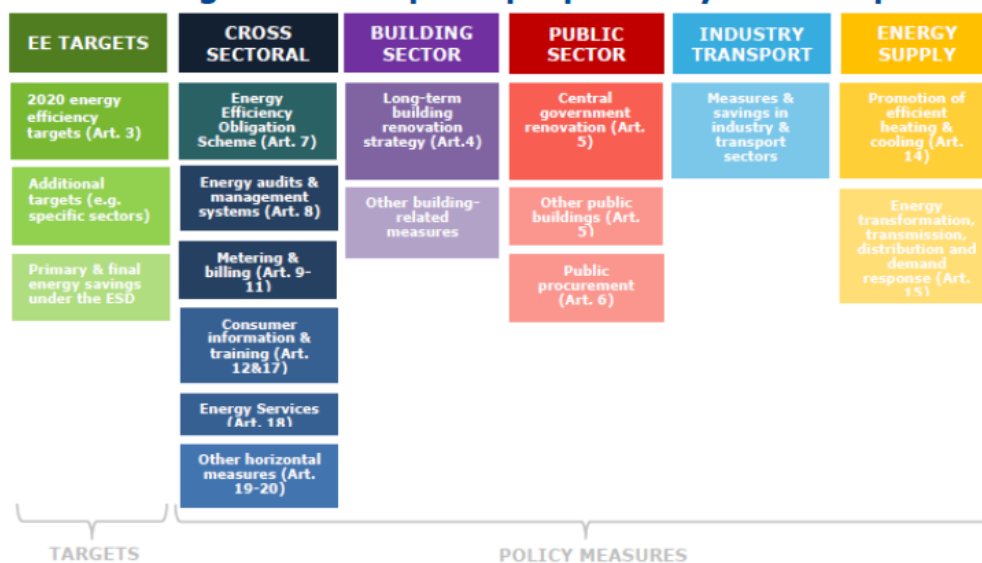 EE TARGETS
2020 energy
efficiency
targets (Art. 3)
Additional
targets (e.g.
specific sectors)
Primary & final
energy savings
under the ESD
CROSS
SECTORAL
Energy
Efficiency
Obligation
Scheme (Art. 7)
Energy audits &
management
systems (Art. 8)
Metering &
billing (Art. 9-
11)
Consumer
information &
training (Art.
12&17)
Energy Services
(Art. 18)
Other horizontal
measures (Art.
19-20)
BUILDING
SECTOR
Long-term
building
renovation
strategy (Art.4)
Other building-
related
measures
PUBLIC
SECTOR
Central
government
renovation (Art.
5)
Other public
buildings (Art.
5)
Public
procurement
(Art. 6)
INDUSTRY
TRANSPORT
Measures &
savings in
industry &
transport
sectors
ENERGY
SUPPLY
Promotion of
efficient
heating &
cooling (Art.
14)
Energy
transformation,
transmission,
distribution and
demand
response (Art.
15)
TARGETS
POLICY MEASURES